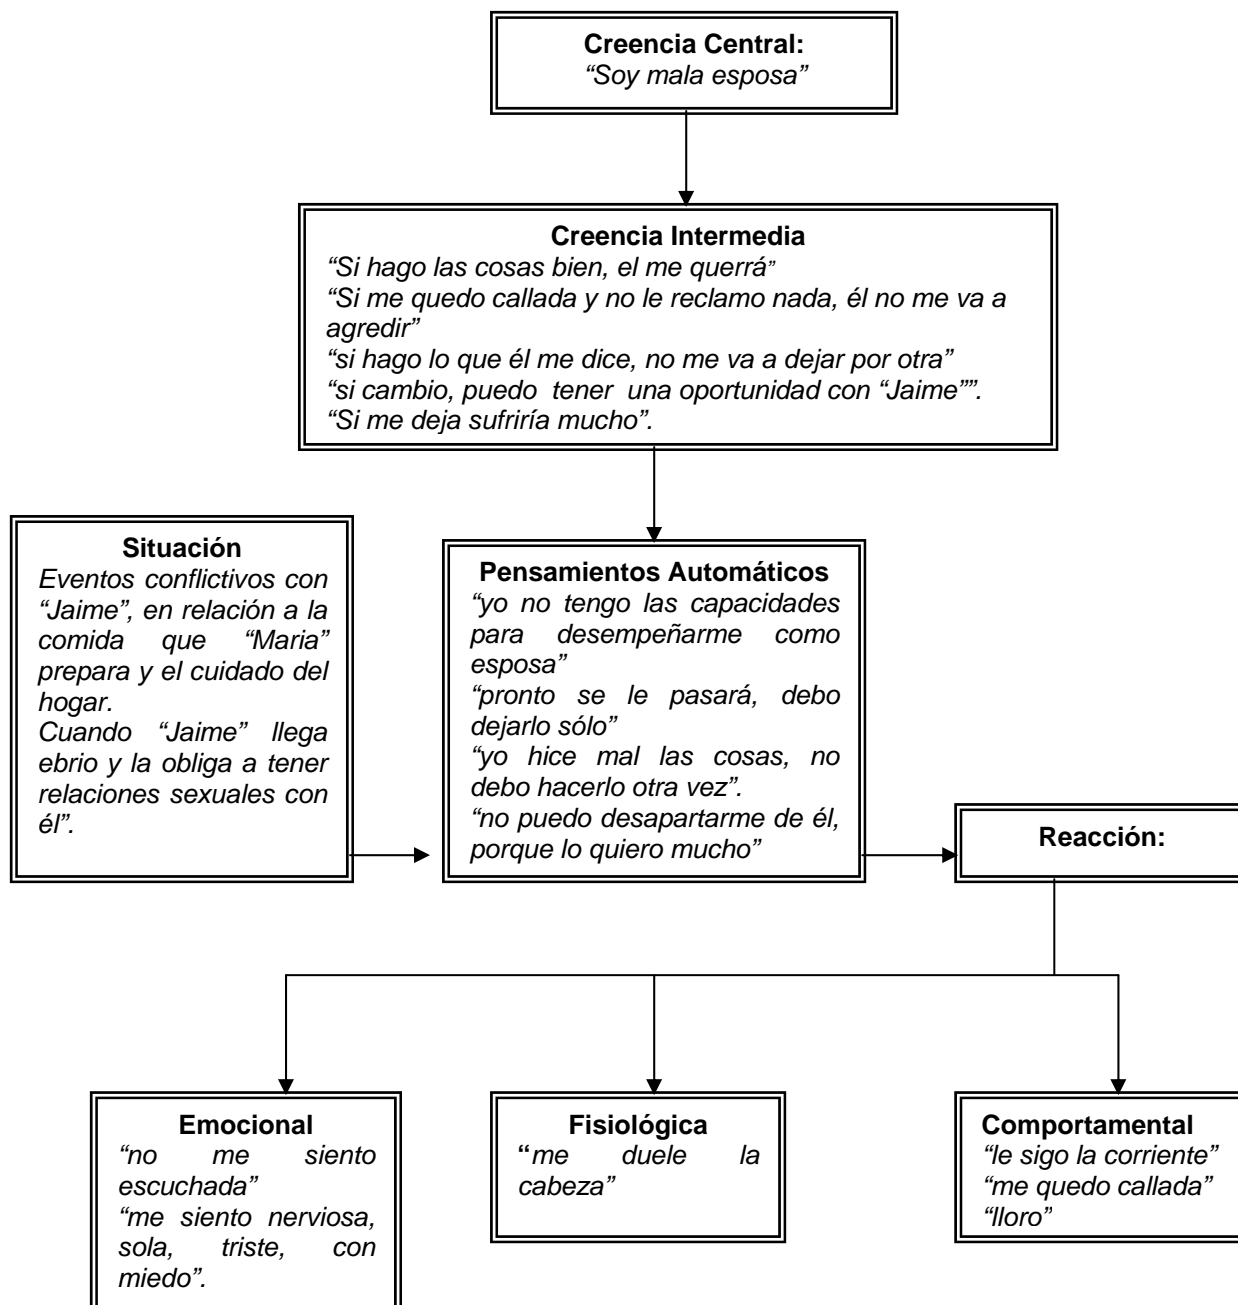 Creencia Central:
“Soy mala esposa”
Creencia Intermedia
“Si hago las cosas bien, el me querrá”
“Si me quedo callada y no le reclamo nada, él no me va a
agredir”
“si hago lo que él me dice, no me va a dejar por otra”
“si cambio, puedo tener una oportunidad con “Jaime””.
“Si me deja sufriría mucho”.
Situación
Eventos conflictivos con
“Jaime”, en relación a la
comida que “Maria”
prepara y el cuidado del
hogar.
Cuando “Jaime” llega
ebrio y la obliga a tener
relaciones sexuales con
él”.
Pensamientos Automáticos
“yo no tengo las capacidades
para desempeñarme como
esposa”
“pronto se le pasará, debo
dejarlo sólo”
“yo hice mal las cosas, no
debo hacerlo otra vez”.
“no puedo desapartarme de él,
porque lo quiero mucho”
Reacción:
Emocional
“no me siento
escuchada”
“me siento nerviosa,
sola, triste, con
miedo”.
Fisiológica
“me duele la
cabeza”
Comportamental
“le sigo la corriente”
“me quedo callada”
“lloro”